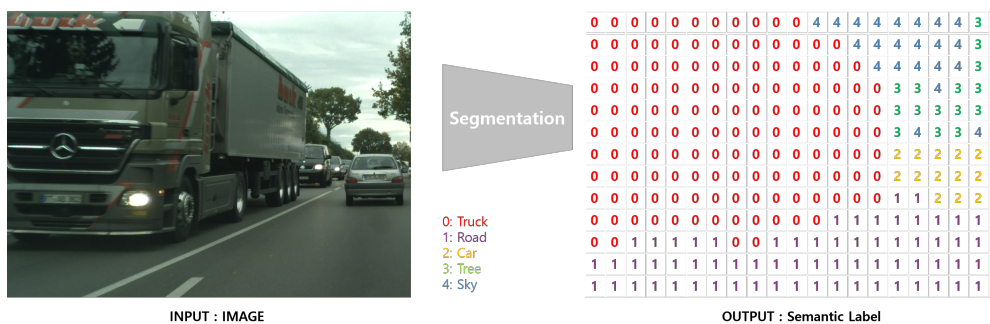 0 0 0 0 0 0 0 0 0 0 0 4 4 4 4 4 4 4 4 3
0 0 0 0 0 0 0 0 0 0 0 0 0 4 4 4 4 4 4 3
0 0 0 0 0 0 0 0 0 0 0 0 0 0 4 4 4 4 4 3
0 0 0 0 0 0 0 0 0 0 0 0 0 0 0 3 3 4 3 3
0 0 0 0 0 0 0 0 0 0 0 0 0 0 0 3 3 3 3 3
0 0 0 0 0 0 0 0 0 0 0 0 0 0 0 3 4 3 3 4
0 0 0 0 0 0 0 0 0 0 0 0 0 0 0 2 2 2 2 2
0 0 0 0 0 0 0 0 0 0 0 0 0 0 0 2 2 2 2 2
0 0 0 0 0 0 0 0 0 0 0 0 0 0 0 1 1 2 2 2
0 0 0 0 0 0 0 0 0 0 0 0 1 1 1 1 1 1 1 1
0 0 1 1 1 1 1 0 0 1 1 1 1 1 1 1 1 1 1 1
1 1 1 1 1 1 1 1 1 1 1 1 1 1 1 1 1 1 1 1
1 1 1 1 1 1 1 1 1 1 1 1 1 1 1 1 1 1 1 1
Segmentation
0: Truck
1: Road
2: Car
3: Tree
4: Sky
INPUT : IMAGE
OUTPUT : Semantic Label